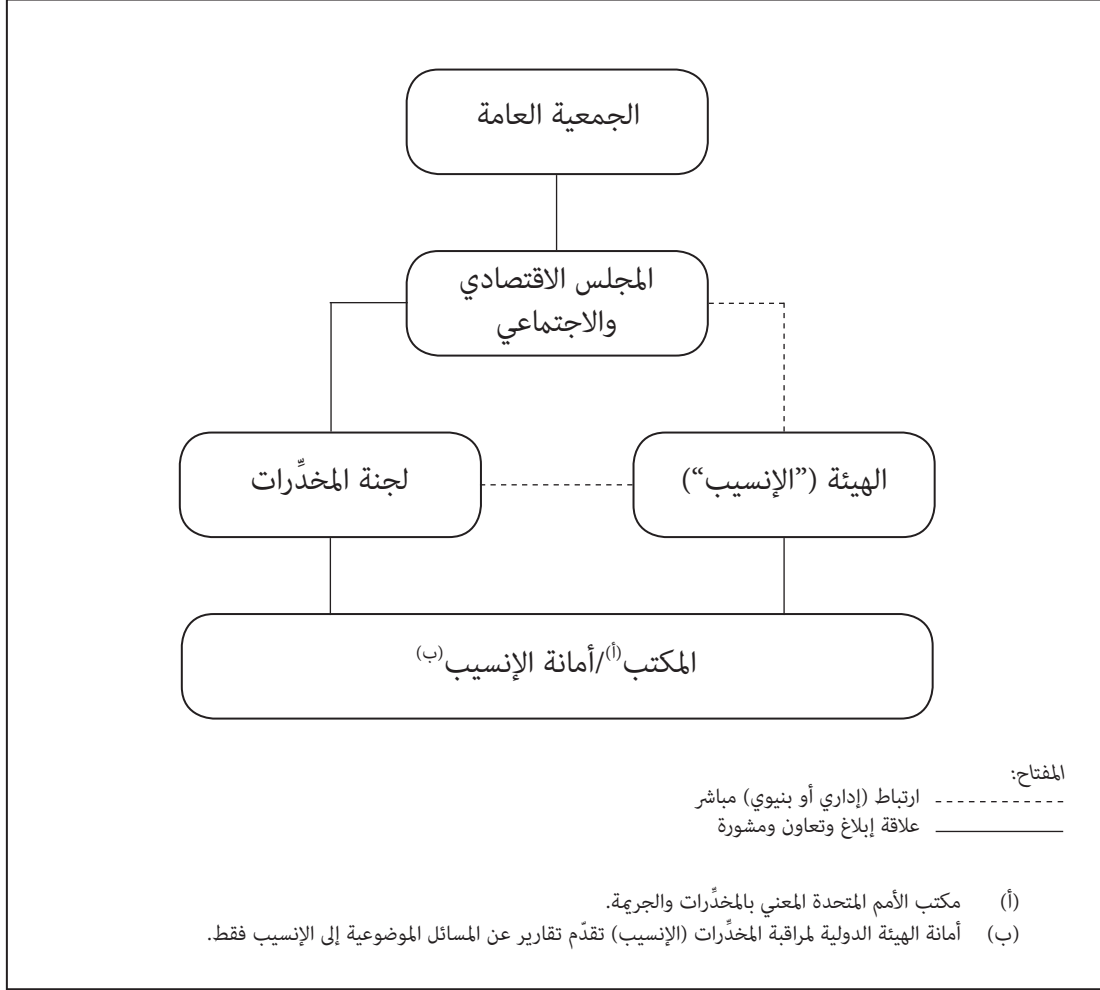 الجمعية العامة
المجلس الاقتصادي
والاجتماعي
الهيئة (”الإنسيب“)
لجنة المخدِّرات
المكتب(أ)/أمانة الإنسيب(ب)
المفتاح:
ارتباط (إداري أو بنيوي) مباشر
علاقة إبلاغ وتعاون ومشورة
(أ) مكتب الأمم المتحدة المعني بالمخدِّرات والجريمة.
(ب) أمانة الهيئة الدولية لمراقبة المخدِّرات (الإنسيب) تقدّم تقارير عن المسائل الموضوعية إلى الإنسيب فقط.